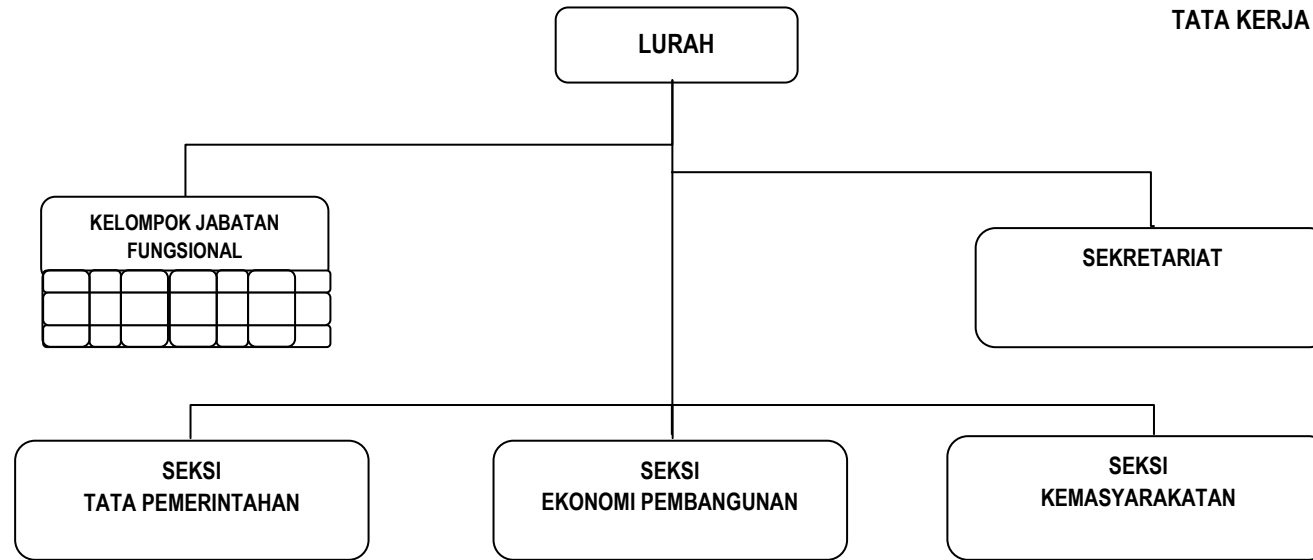 TATA KERJA
LURAH
KELOMPOK JABATAN
FUNGSIONAL
SEKRETARIAT
SEKSI
TATA PEMERINTAHAN
SEKSI
EKONOMI PEMBANGUNAN
SEKSI
KEMASYARAKATAN